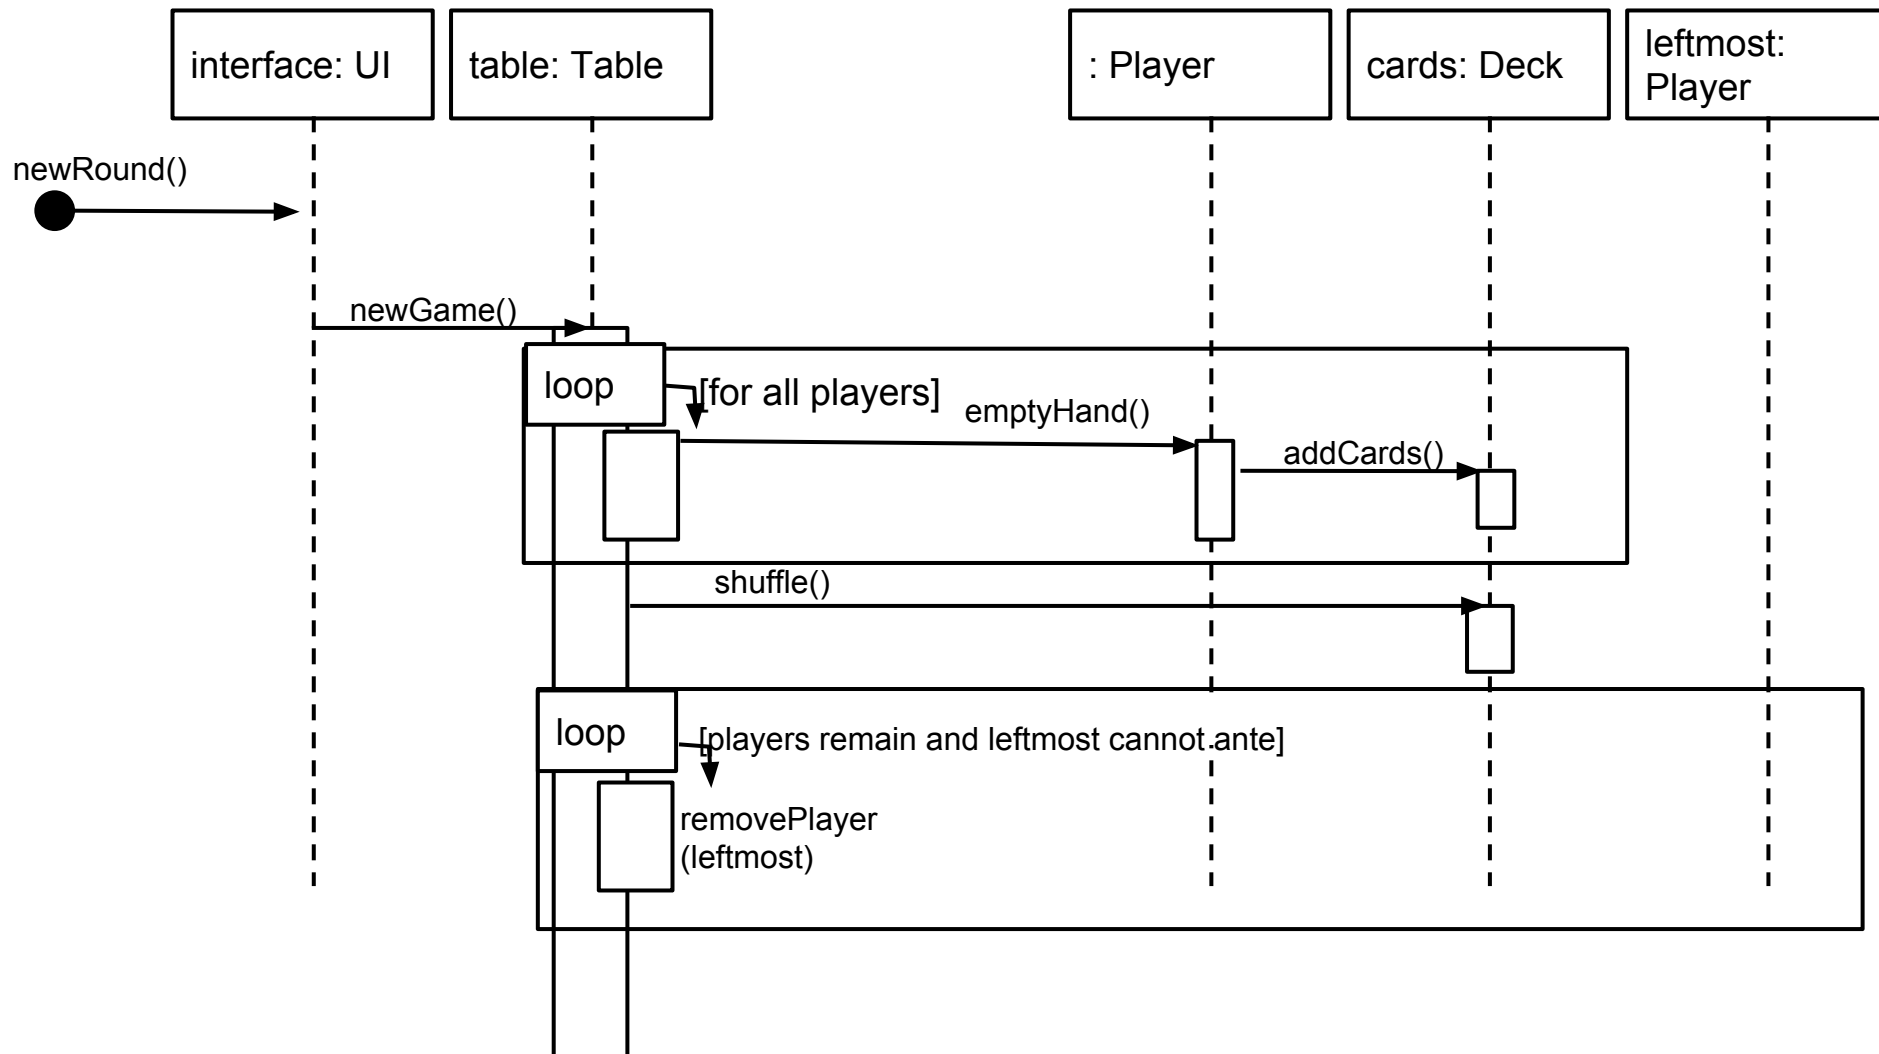 interface: UI
table: Table
: Player
cards: Deck
leftmost:
Player
newRound()
newGame()
loop
[for all players]
emptyHand()
addCards()
shuffle()
loop
[players remain and leftmost cannot ante]
removePlayer
(leftmost)